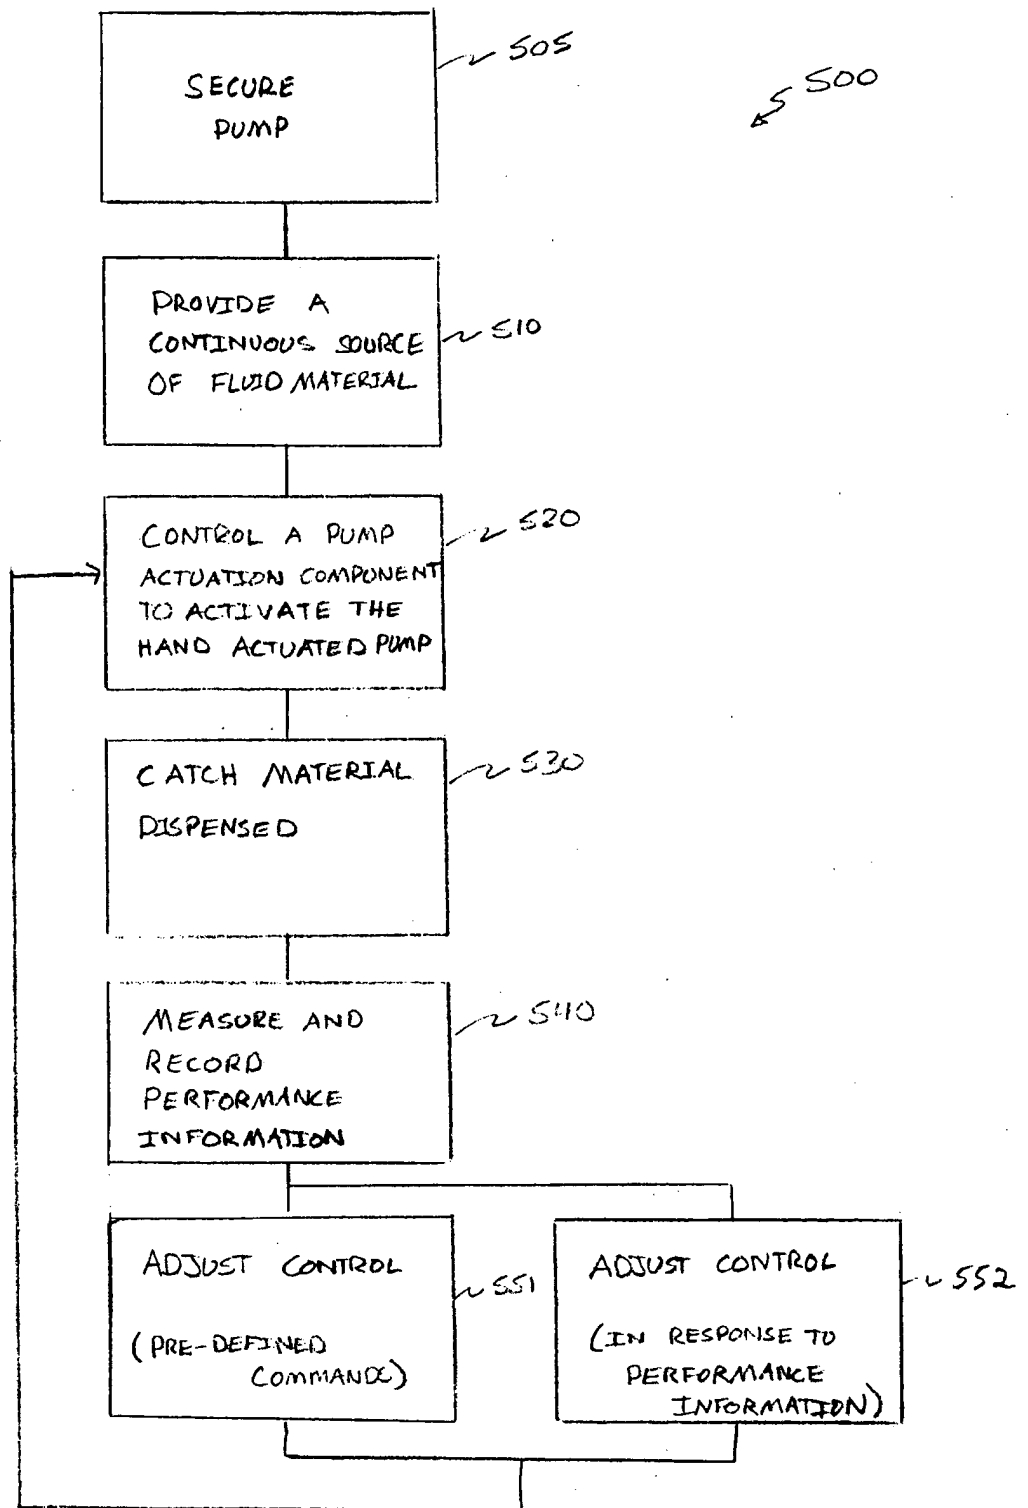 505
500
SECURE
PUMP
PROVIDE A
CONTINUOUS SOURCE
OF FLUID MATERIAL
510
520
CONTROL A PUMP
ACTUATION COMPONENT
TO ACTIVATE THE
HAND ACTUATED PUMP
530
CATCH MATERIAL
DISPENSED
540
MEASURE AND
RECORD
PERFORMANCE
INFORMATION
ADJUST CONTROL
551
(PRE-DEFINED
COMMANDS)
ADJUST CONTROL
552
(IN RESPONSE TO
PERFORMANCE
INFORMATION)